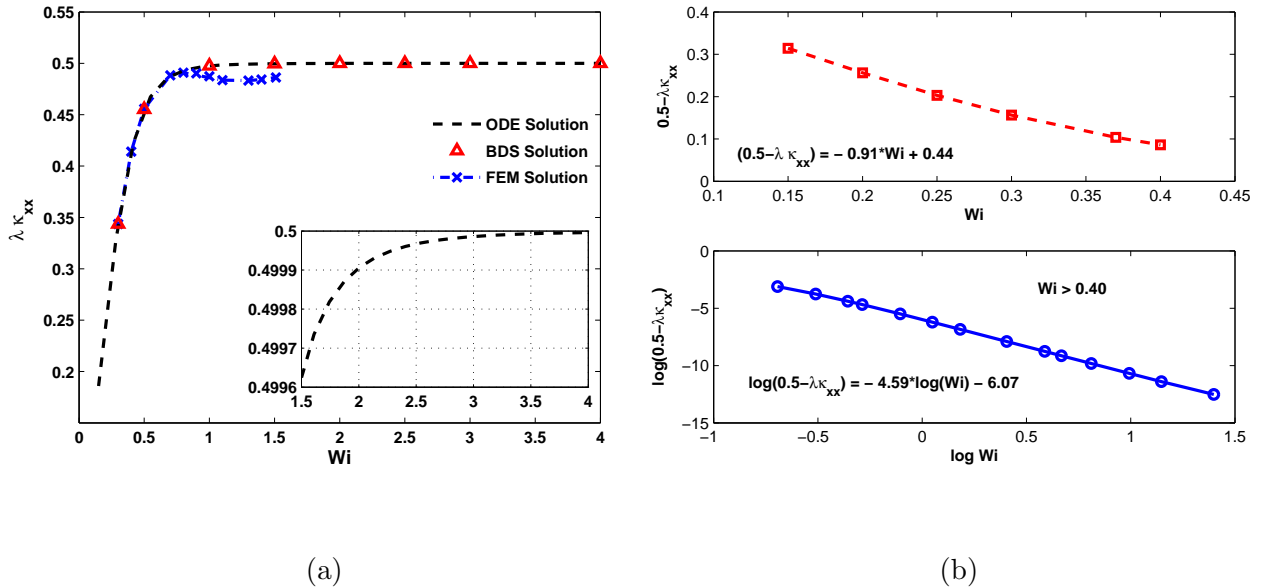 0.55
0.5
0.45
0.4
0.35
0.3
0.25
0.2
λ κxx
0 0.5 1 1.5 2 2.5 3 3.5 4
Wi
ODE Solution
BDS Solution
FEM Solution
0.5
0.4999
0.4998
0.4997
0.4996
1.5 2 2.5 3 3.5 4
(a)
0.4
0.3
0.2
0.1
0
0.5−λκxx
(0.5−λ κxx) = − 0.91*Wi + 0.44
0.1 0.15 0.2 0.25 0.3 0.35 0.4 0.45
Wi
0
−5
−10
−15
log(0.5−λκxx)
Wi > 0.40
log(0.5−λκxx) = − 4.59*log(Wi) − 6.07
−1 −0.5 0 0.5 1 1.5
log Wi
(b)